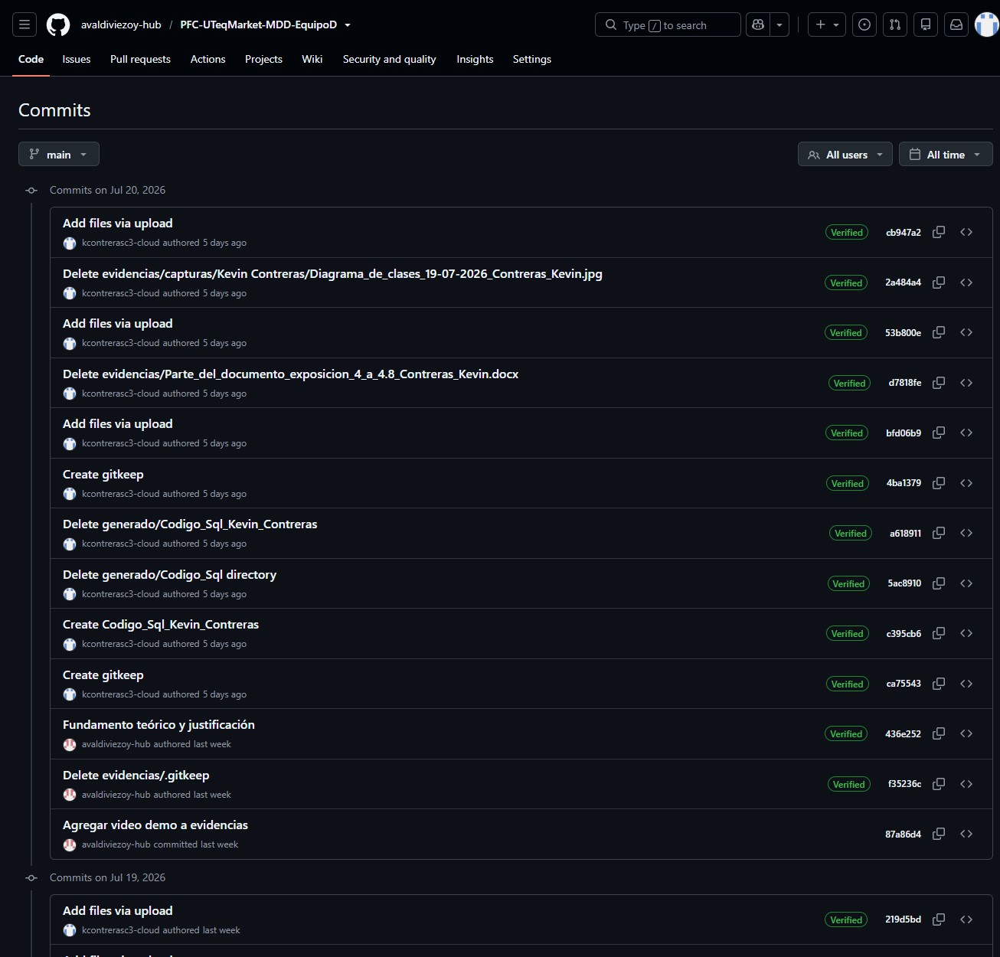 avaldiviezoy-hub / PFC-UTeqMarket-MDD-EquipoD
Type / to search
Code Issues Pull requests Actions Projects Wiki Security and quality Insights Settings
Commits
main
All users
All time
Commits on Jul 20, 2026
Add files via upload
kcontrerasc3-cloud authored 5 days ago
Verified
cb947a2
Delete evidencias/capturas/Kevin Contreras/Diagrama_de_clases_19-07-2026_Contreras_Kevin.jpg
kcontrerasc3-cloud authored 5 days ago
Verified
2a484a4
Add files via upload
kcontrerasc3-cloud authored 5 days ago
Verified
53b800e
Delete evidencias/Parte_del_documento_exposicion_4_a_4.8_Contreras_Kevin.docx
kcontrerasc3-cloud authored 5 days ago
Verified
d7818fe
Add files via upload
kcontrerasc3-cloud authored 5 days ago
Verified
bfd06b9
Create gitkeep
kcontrerasc3-cloud authored 5 days ago
Verified
4ba1379
Delete generado/Codigo_Sql_Kevin_Contreras
kcontrerasc3-cloud authored 5 days ago
Verified
a618911
Delete generado/Codigo_Sql directory
kcontrerasc3-cloud authored 5 days ago
Verified
5ac8910
Create Codigo_Sql_Kevin_Contreras
kcontrerasc3-cloud authored 5 days ago
Verified
c395cb6
Create gitkeep
kcontrerasc3-cloud authored 5 days ago
Verified
ca75543
Fundamento teórico y justificación
avaldiviezoy-hub authored last week
Verified
436e252
Delete evidencias/.gitkeep
avaldiviezoy-hub authored last week
Verified
f35236c
Agregar video demo a evidencias
avaldiviezoy-hub committed last week
87a86d4
Commits on Jul 19, 2026
Add files via upload
kcontrerasc3-cloud authored last week
Verified
219d5bd